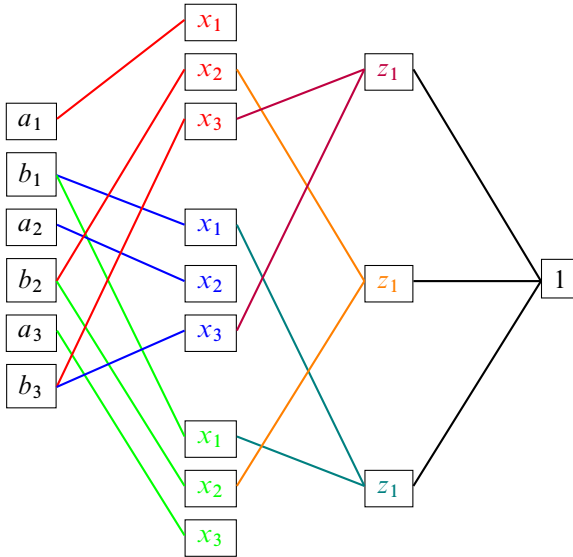 a₁
b₁
a₂
b₂
a₃
b₃
x₁
x₂
x₃
x₁
x₂
x₃
x₁
x₂
x₃
z₁
z₁
z₁
1